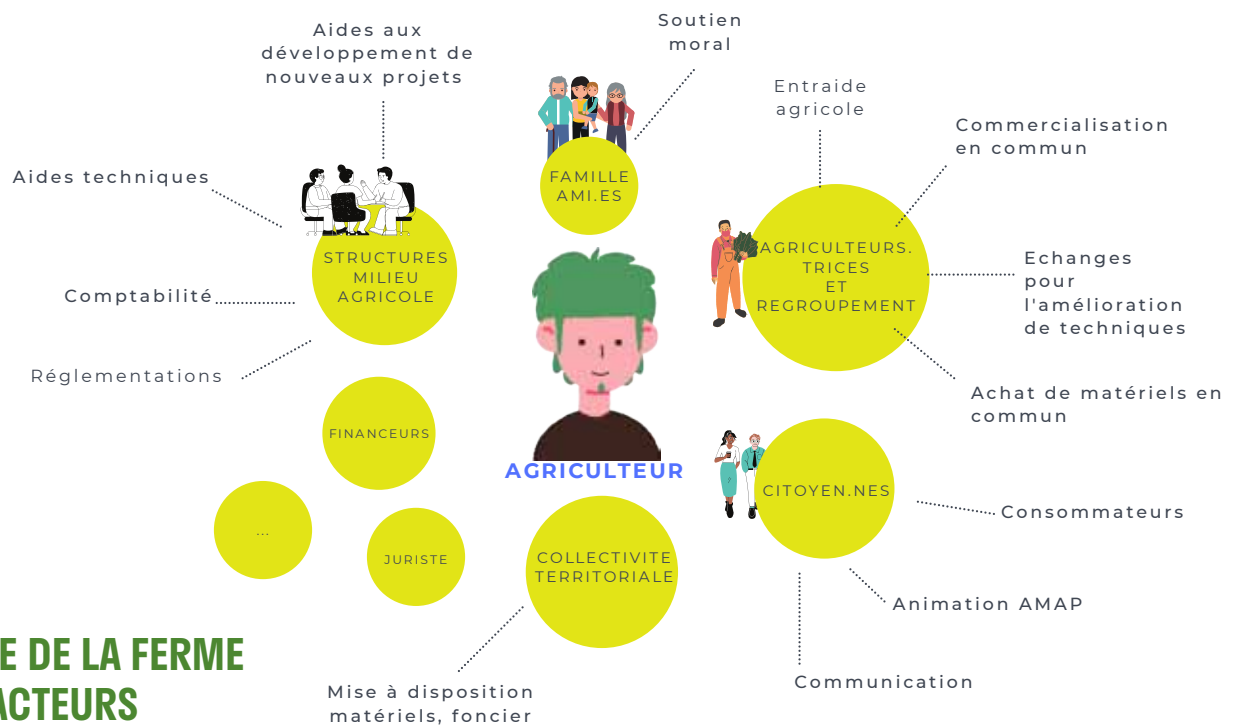 Soutien
moral
Aides aux
développement de
nouveaux projets
Entraide
agricole
Commercialisation
en commun
Aides techniques
FAMILLE
AMI.ES
STRUCTURES
MILIEU
AGRICOLE
AGRICULTEURS.
TRICES
ET
REGROUPEMENT
Echanges
pour
l'amélioration
de techniques
Comptabilité
Réglementations
Achat de matériels en
commun
FINANCEURS
AGRICULTEUR
CITOYEN.NES
Consommateurs
...
JURISTE
COLLECTIVITE
TERRITORIALE
Animation AMAP
E DE LA FERME
ACTEURS
Communication
Mise à disposition
matériels, foncier